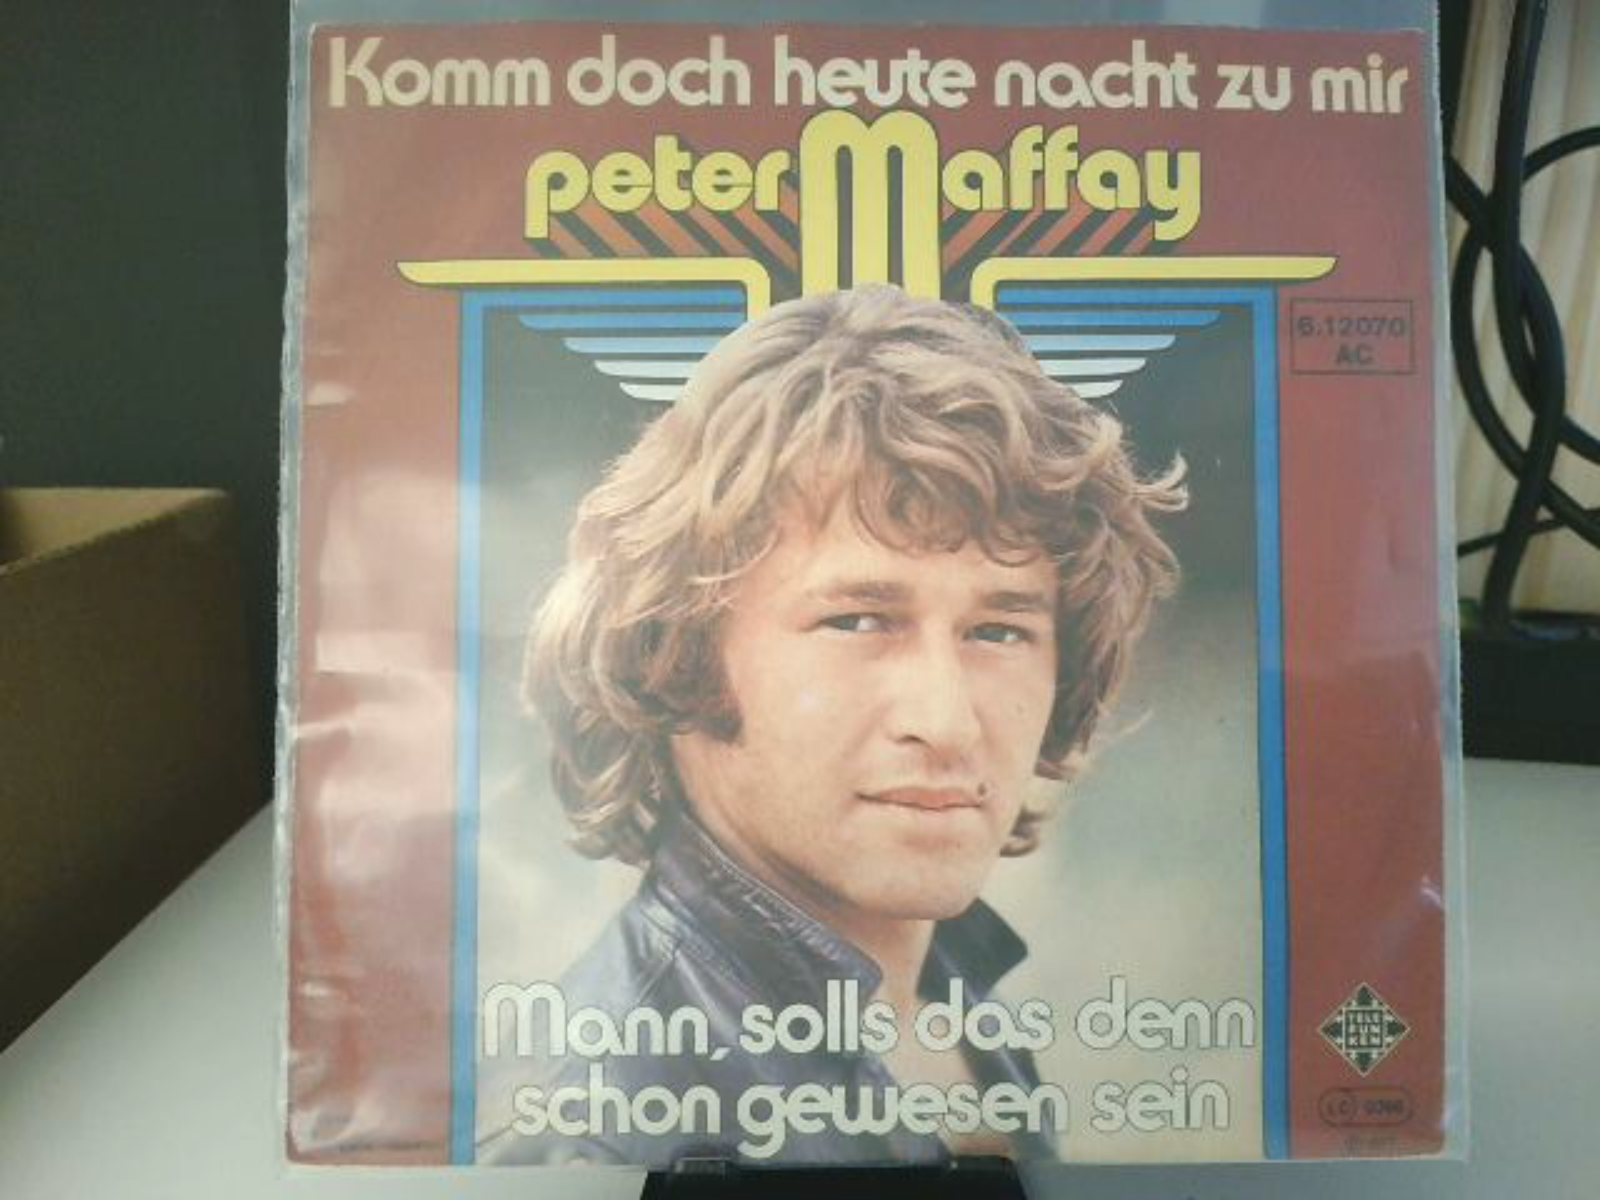 Komm doch heute nacht zu mir
peter Maffay
6.12070
AC
Mann, solls das denn
schon gewesen sein
TELE
FUN
KEN
LC